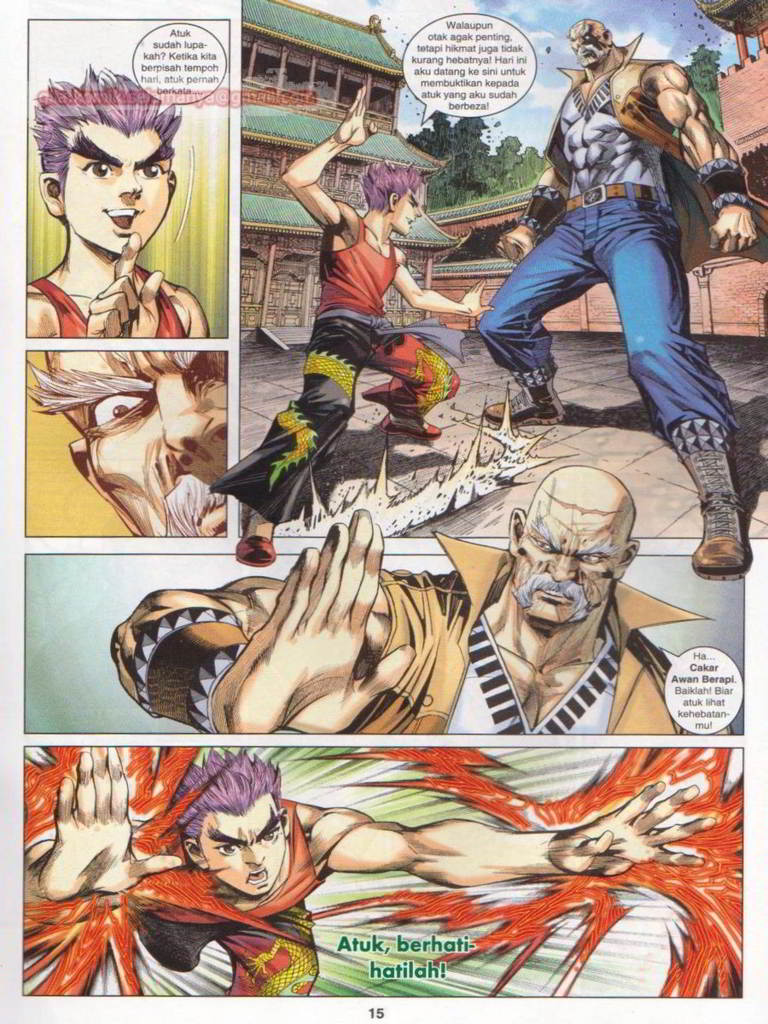 Atuk
sudah lupa-
kah? Ketika kita
berpisah tempoh
hari, atuk pernah
berkata...
Walaupun
otak agak penting,
tetapi hikmat juga tidak
kurang hebatnya! Hari ini
aku datang ke sini untuk
membuktikan kepada
atuk yang aku sudah
berbeza!
Ha...
Cakar
Awan Berapi.
Baiklah! Biar
atuk lihat
kehebatan-
mu!
Atuk, berhati-
hatilah!
15